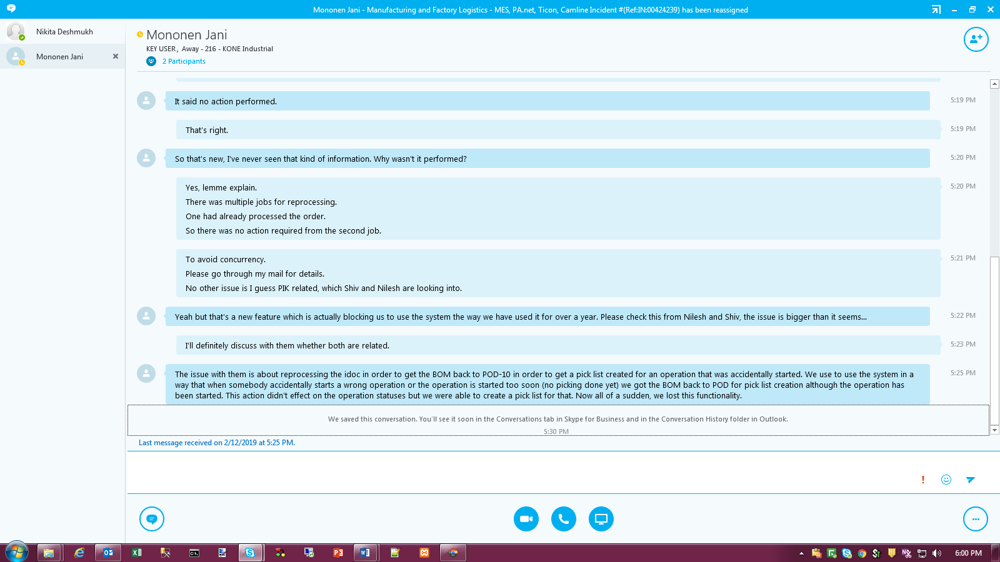 Mononen Jani - Manufacturing and Factory Logistics - MES, PA.net, Ticon, Camline Incident #(Ref:IN:00424239) has been reassigned
Nikita Deshmukh
Mononen Jani
Mononen Jani
KEY USER, Away - 216 - KONE Industrial
2 Participants
It said no action performed.
5:19 PM
That's right.
5:19 PM
So that's new, I've never seen that kind of information. Why wasn't it performed?
5:20 PM
Yes, lemme explain.
5:20 PM
There was multiple jobs for reprocessing.
One had already processed the order.
So there was no action required from the second job.
To avoid concurrency.
5:21 PM
Please go through my mail for details.
No other issue is I guess PIK related, which Shiv and Nilesh are looking into.
Yeah but that's a new feature which is actually blocking us to use the system the way we have used it for over a year. Please check this from Nilesh and Shiv, the issue is bigger than it seems...
5:22 PM
I'll definitely discuss with them whether both are related.
5:23 PM
The issue with them is about reprocessing the idoc in order to get the BOM back to POD-10 in order to get a pick list created for an operation that was accidentally started. We use to use the system in a
5:25 PM
way that when somebody accidentally starts a wrong operation or the operation is started too soon (no picking done yet) we got the BOM back to POD for pick list creation although the operation has
been started. This action didn't effect on the operation statuses but we were able to create a pick list for that. Now all of a sudden, we lost this functionality.
We saved this conversation. You'll see it soon in the Conversations tab in Skype for Business and in the Conversation History folder in Outlook.
5:30 PM
Last message received on 2/12/2019 at 5:25 PM.
6:00 PM